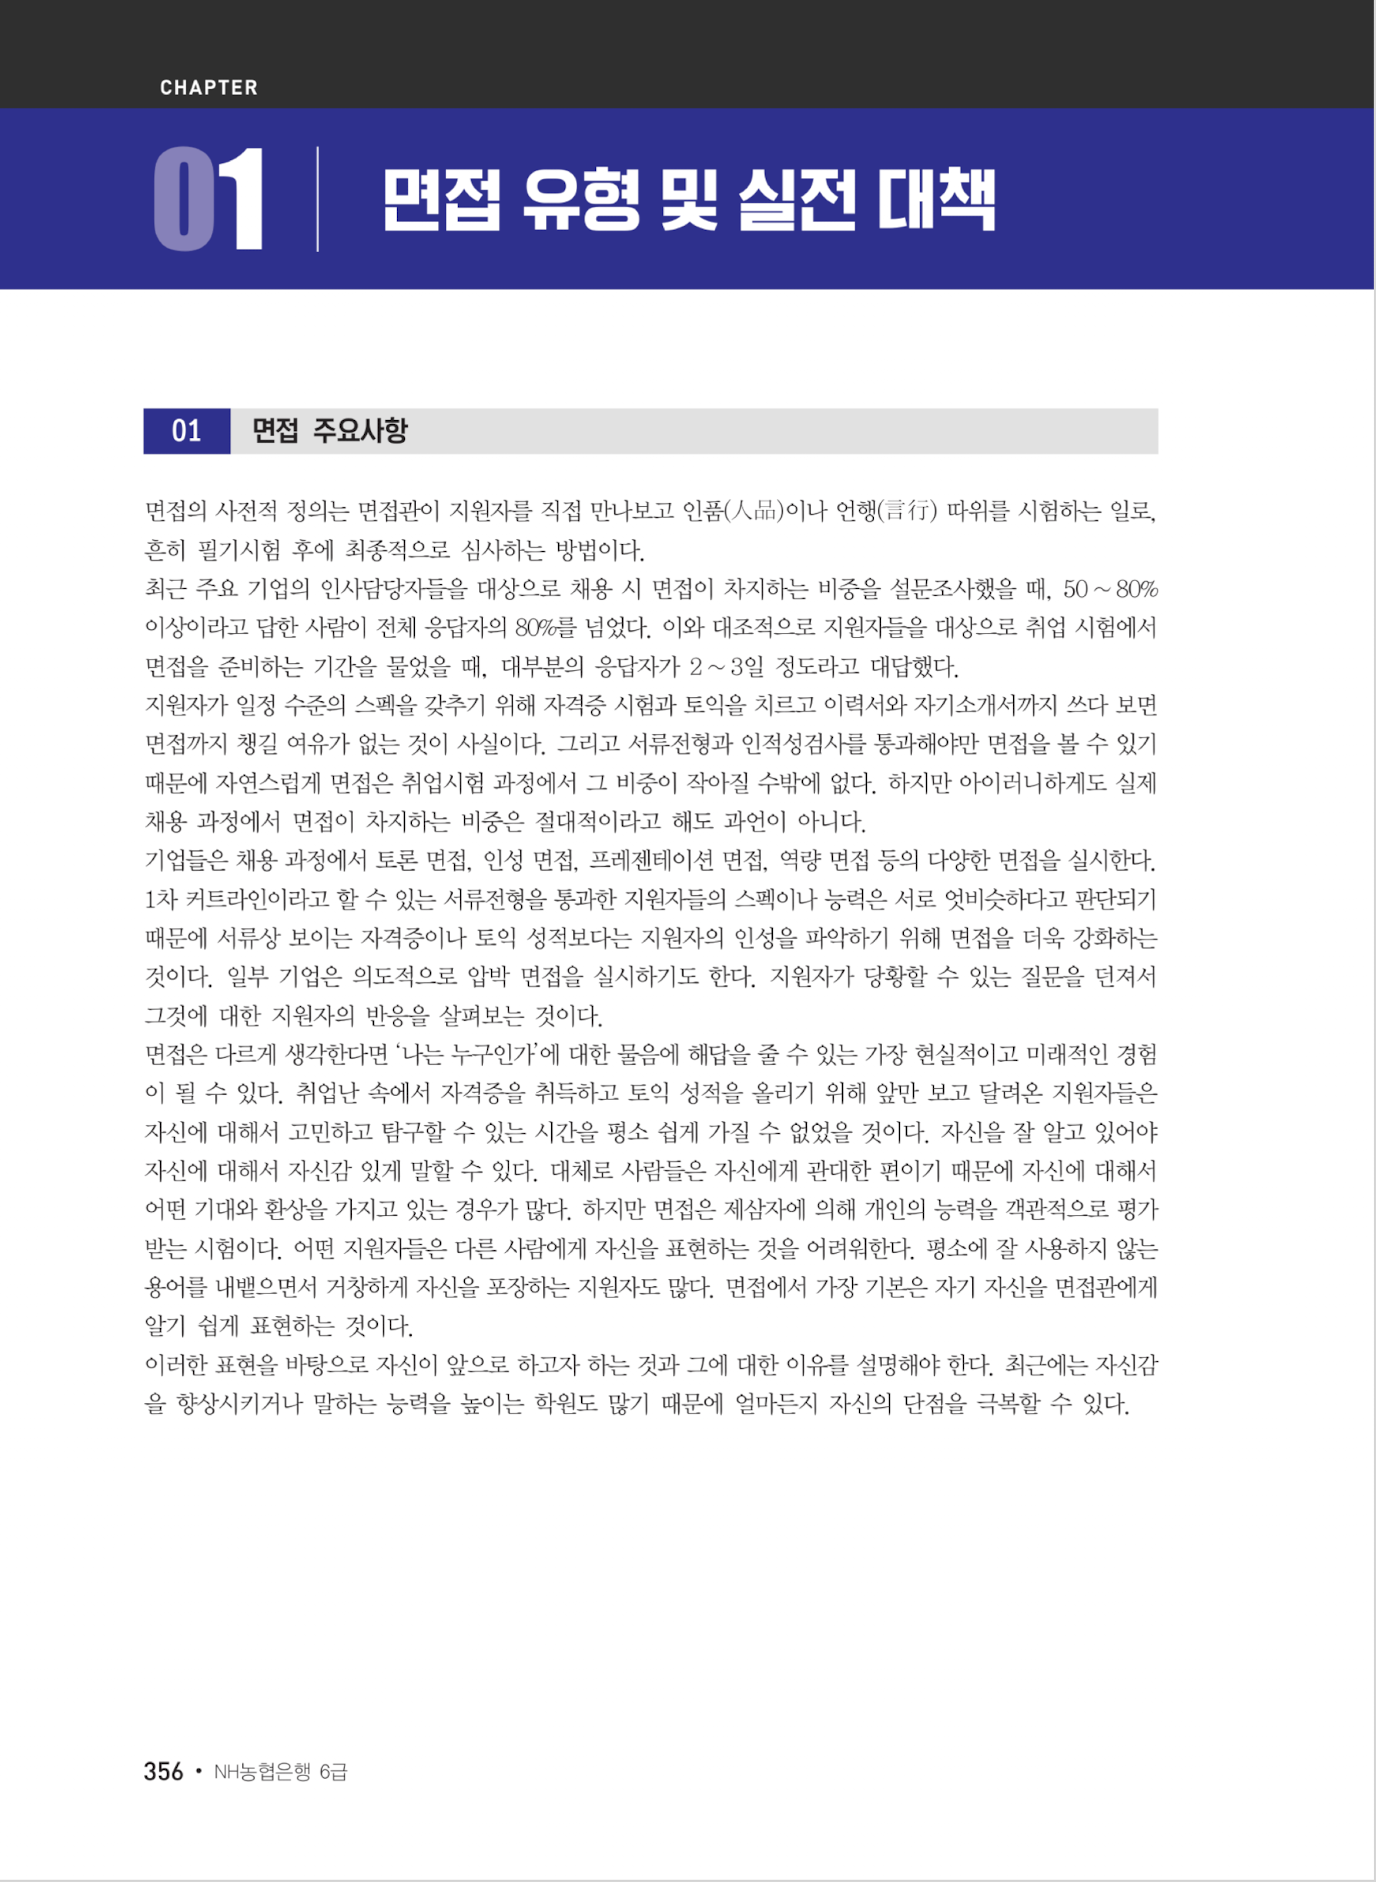 CHAPTER
01 면접 유형 및 실전 대책
01 면접 주요사항
면접의 사전적 정의는 면접관이 지원자를 직접 만나보고 인품(人品)이나 언행(言行) 따위를 시험하는 일로,
흔히 필기시험 후에 최종적으로 심사하는 방법이다.
최근 주요 기업의 인사담당자들을 대상으로 채용 시 면접이 차지하는 비중을 설문조사했을 때, 50～80%
이상이라고 답한 사람이 전체 응답자의 80%를 넘었다. 이와 대조적으로 지원자들을 대상으로 취업 시험에서
면접을 준비하는 기간을 물었을 때, 대부분의 응답자가 2～3일 정도라고 대답했다.
지원자가 일정 수준의 스펙을 갖추기 위해 자격증 시험과 토익을 치르고 이력서와 자기소개서까지 쓰다 보면
면접까지 챙길 여유가 없는 것이 사실이다. 그리고 서류전형과 인적성검사를 통과해야만 면접을 볼 수 있기
때문에 자연스럽게 면접은 취업시험 과정에서 그 비중이 작아질 수밖에 없다. 하지만 아이러니하게도 실제
채용 과정에서 면접이 차지하는 비중은 절대적이라고 해도 과언이 아니다.
기업들은 채용 과정에서 토론 면접, 인성 면접, 프레젠테이션 면접, 역량 면접 등의 다양한 면접을 실시한다.
1차 커트라인이라고 할 수 있는 서류전형을 통과한 지원자들의 스펙이나 능력은 서로 엇비슷하다고 판단되기
때문에 서류상 보이는 자격증이나 토익 성적보다는 지원자의 인성을 파악하기 위해 면접을 더욱 강화하는
것이다. 일부 기업은 의도적으로 압박 면접을 실시하기도 한다. 지원자가 당황할 수 있는 질문을 던져서
그것에 대한 지원자의 반응을 살펴보는 것이다.
면접은 다르게 생각한다면 ‘나는 누구인가’에 대한 물음에 해답을 줄 수 있는 가장 현실적이고 미래적인 경험
이 될 수 있다. 취업난 속에서 자격증을 취득하고 토익 성적을 올리기 위해 앞만 보고 달려온 지원자들은
자신에 대해서 고민하고 탐구할 수 있는 시간을 평소 쉽게 가질 수 없었을 것이다. 자신을 잘 알고 있어야
자신에 대해서 자신감 있게 말할 수 있다. 대체로 사람들은 자신에게 관대한 편이기 때문에 자신에 대해서
어떤 기대와 환상을 가지고 있는 경우가 많다. 하지만 면접은 제삼자에 의해 개인의 능력을 객관적으로 평가
받는 시험이다. 어떤 지원자들은 다른 사람에게 자신을 표현하는 것을 어려워한다. 평소에 잘 사용하지 않는
용어를 내뱉으면서 거창하게 자신을 포장하는 지원자도 많다. 면접에서 가장 기본은 자기 자신을 면접관에게
알기 쉽게 표현하는 것이다.
이러한 표현을 바탕으로 자신이 앞으로 하고자 하는 것과 그에 대한 이유를 설명해야 한다. 최근에는 자신감
을 향상시키거나 말하는 능력을 높이는 학원도 많기 때문에 얼마든지 자신의 단점을 극복할 수 있다.
356 • NH농협은행 6급